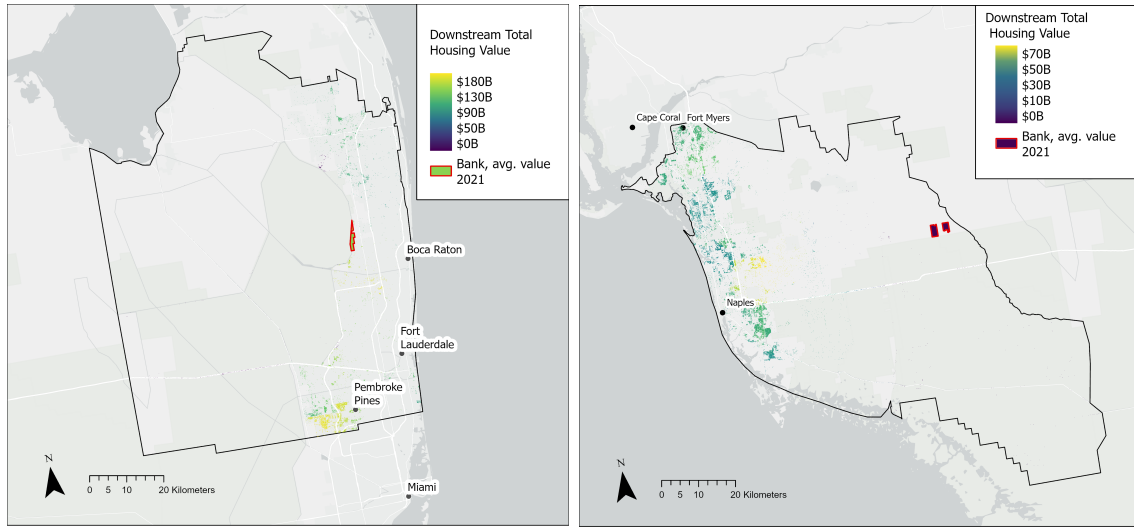 Downstream Total
Housing Value
$180B
$130B
$90B
$50B
$0B
Bank, avg. value
2021
Boca Raton
Fort
Lauderdale
Pembroke
Pines
Miami
N
0 5 10 20 Kilometers
Downstream Total
Housing Value
$70B
$50B
$30B
$10B
$0B
Bank, avg. value
2021
Cape Coral
Fort Myers
Naples
N
0 5 10 20 Kilometers